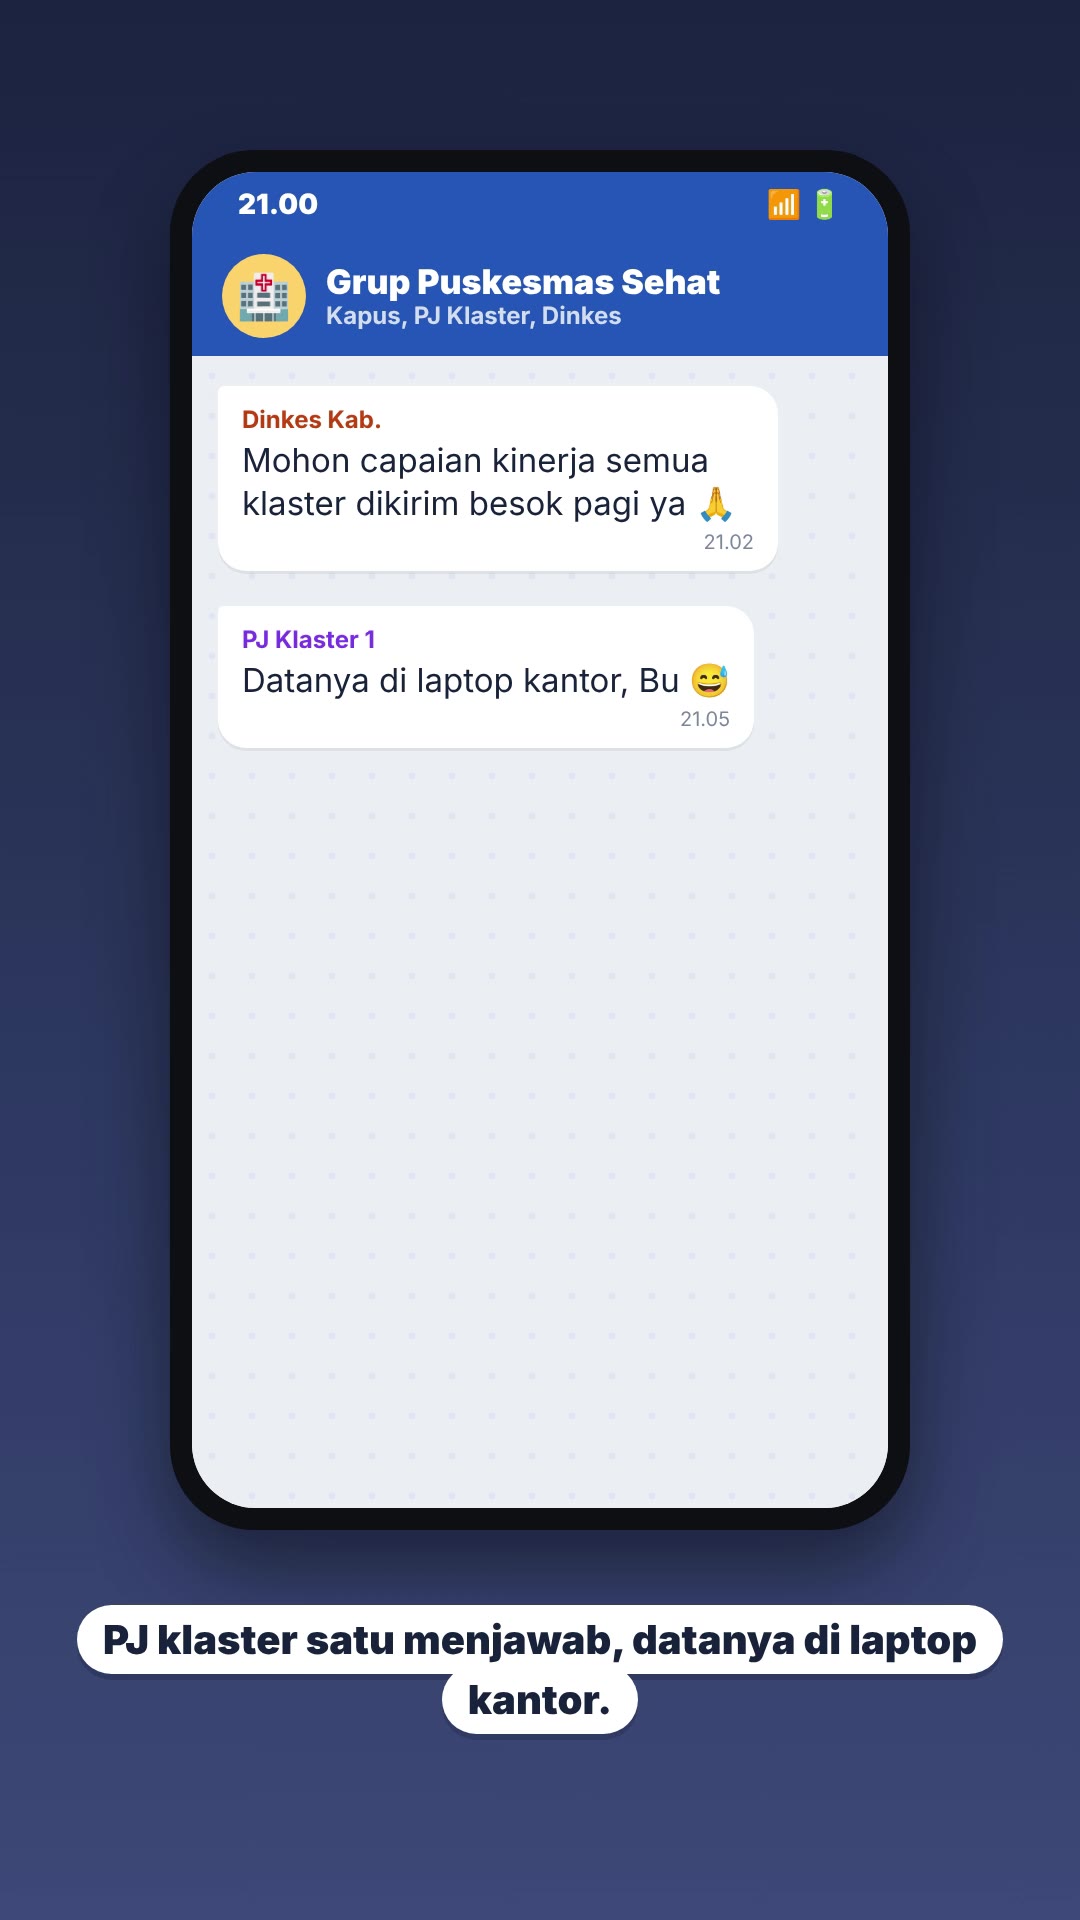 21.00
Grup Puskesmas Sehat
Kapus, PJ Klaster, Dinkes
Dinkes Kab.
Mohon capaian kinerja semua
klaster dikirim besok pagi ya 🙏
21.02
PJ Klaster 1
Datanya di laptop kantor, Bu 😅
21.05
PJ klaster satu menjawab, datanya di laptop
kantor.